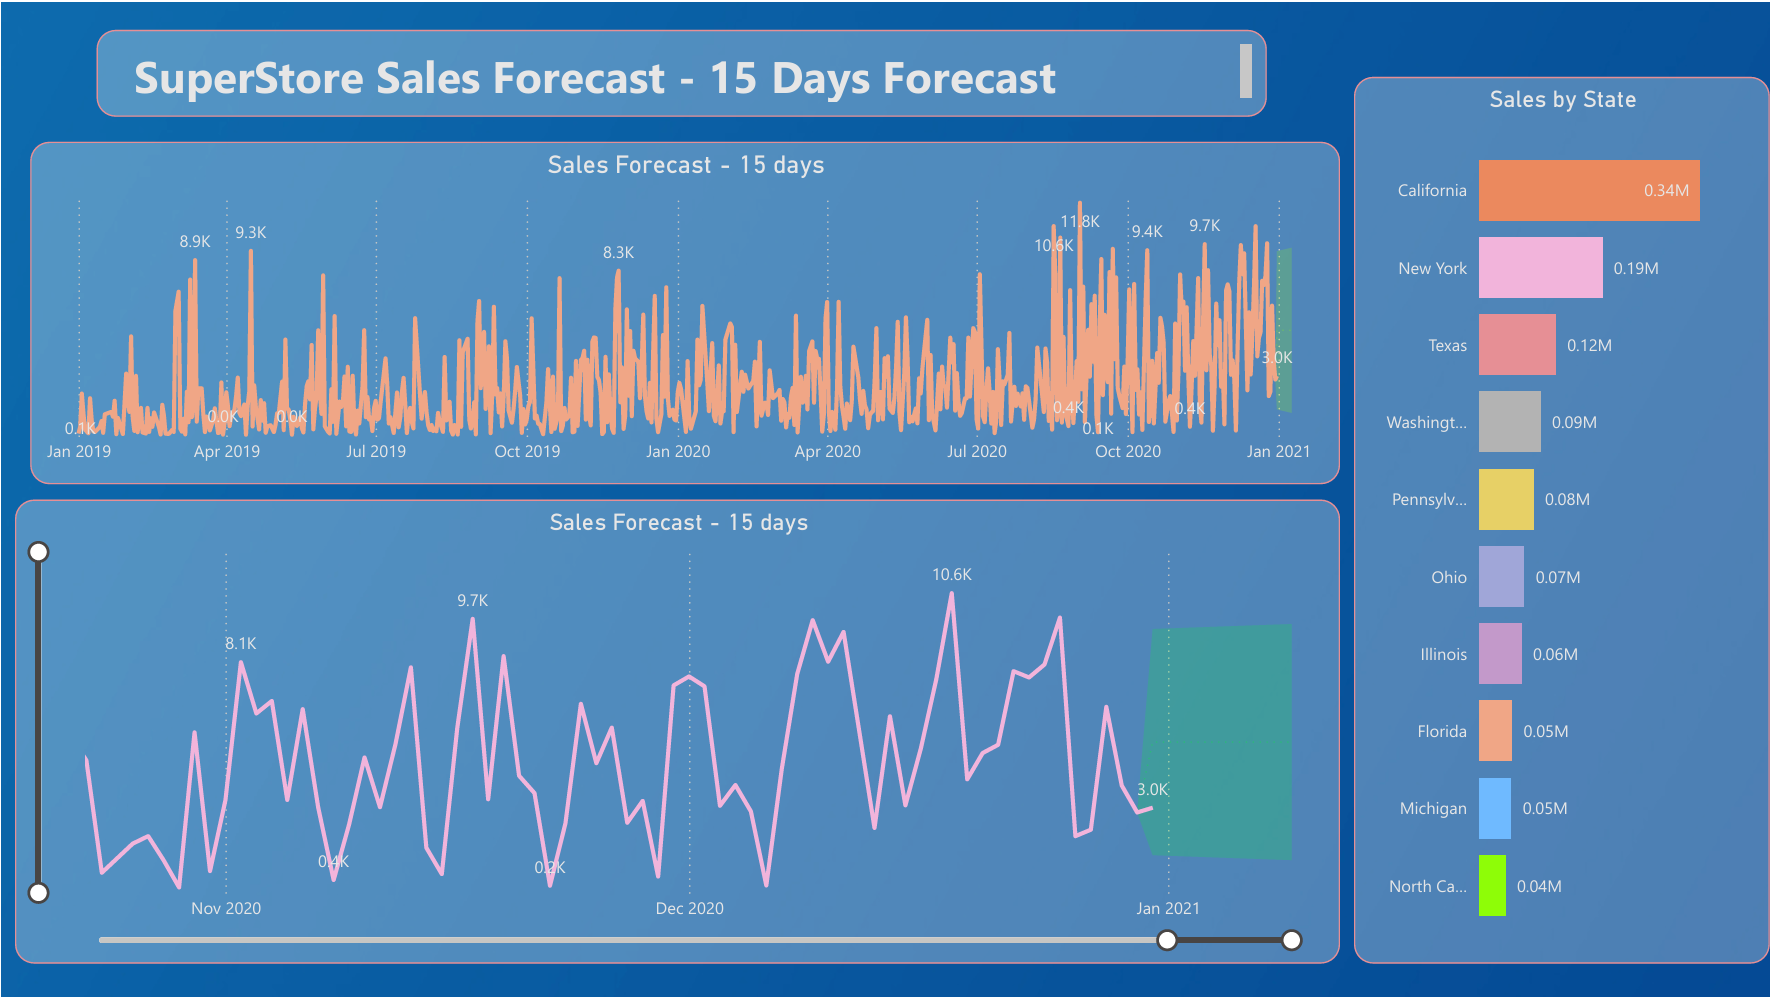 SuperStore Sales Forecast - 15 Days Forecast
Sales Forecast - 15 days
8.9K
9.3K
8.3K
11.8K
10.6K
9.4K
9.7K
3.0K
0.1K
0.0K
0.0K
0.4K
0.1K
0.4K
Jan 2019
Apr 2019
Jul 2019
Oct 2019
Jan 2020
Apr 2020
Jul 2020
Oct 2020
Jan 2021
Sales Forecast - 15 days
8.1K
9.7K
10.6K
3.0K
0.4K
0.2K
Nov 2020
Dec 2020
Jan 2021
Sales by State
California 0.34M
New York 0.19M
Texas 0.12M
Washingt... 0.09M
Pennsylv... 0.08M
Ohio 0.07M
Illinois 0.06M
Florida 0.05M
Michigan 0.05M
North Ca... 0.04M